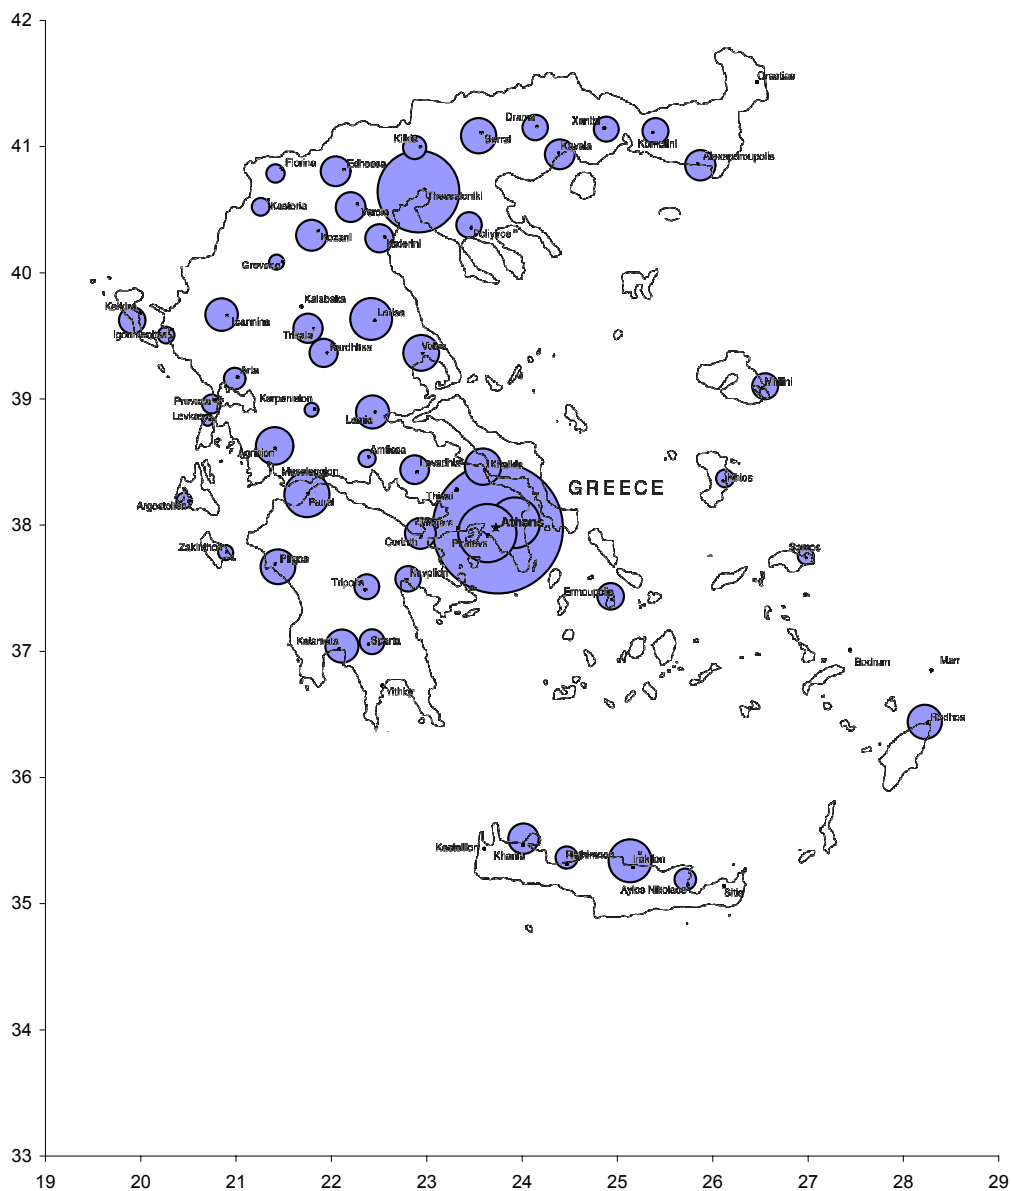 42
Orestias
Drama
Xanthi
Kilkis
Serrai
Komotini
41
Kavala
Alexandroupolis
Florina
Edhessa
Kastoria
Veroia
Thessaloniki
Kozani
Katerini
Poliyiros
Grevena
40
Kalabaka
Kerkira
Ioannina
Larisa
Igoumenitsa
Trikala
Kardhitsa
Volos
Arta
Mitilini
Preveza
Karpenision
39
Levkas
Lamia
Agrinion
Amfissa
Levadhia
Khalkis
Mesolongion
Khios
GREECE
Argostolion
Patrai
Thivai
38
Athens
Corinth
Piraievs
Zakinthos
Pirgos
Samos
Tripolis
Navplion
Ermoupolis
37
Kalamata
Sparta
Bodrum
Marr
Yithion
Rodhos
36
Kastellion
Khania
Rethimnon
Iraklion
Ayios Nikolaos
Sitia
35
34
33
19 20 21 22 23 24 25 26 27 28 29